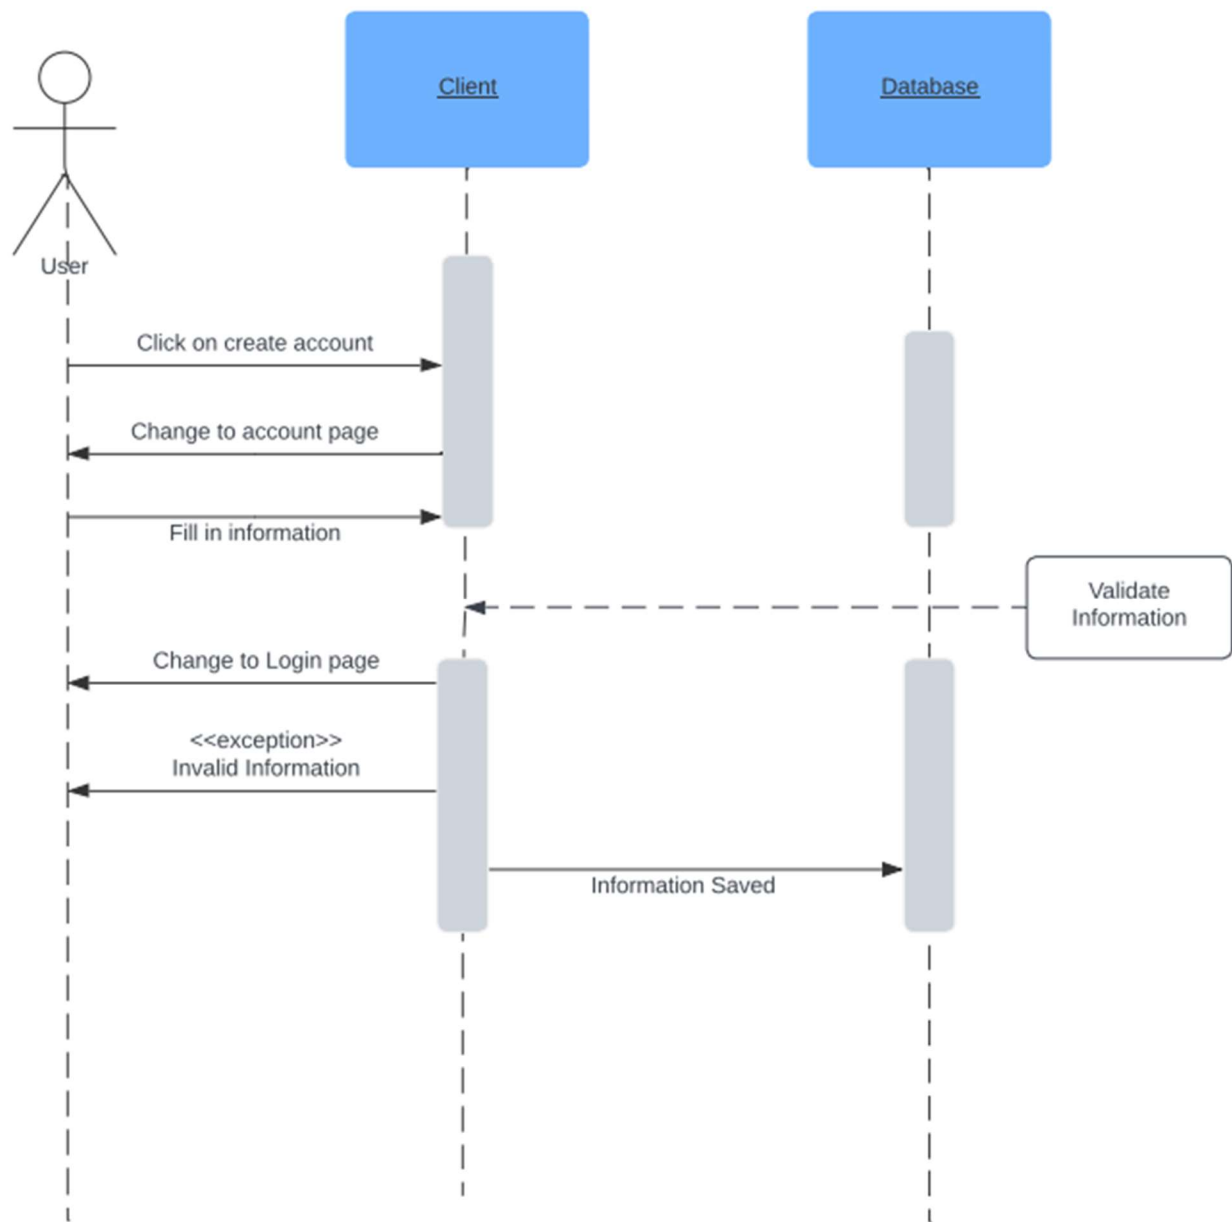 Client
Database
User
Click on create account
Change to account page
Fill in information
Validate
Information
Change to Login page
<<exception>>
Invalid Information
Information Saved